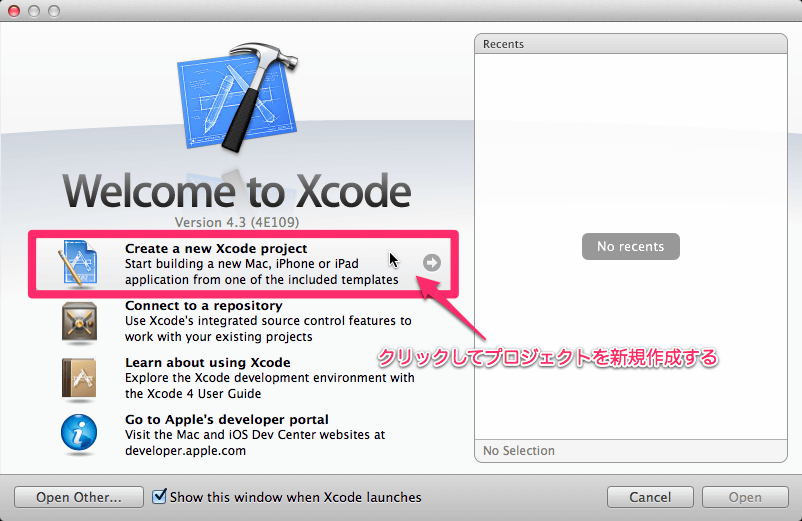 Recents
Welcome to Xcode
Version 4.3 (4E109)
Create a new Xcode project
Start building a new Mac, iPhone or iPad
application from one of the included templates
Connect to a repository
Use Xcode's integrated source control features to
work with your existing projects
Learn about using Xcode
Explore the Xcode development environment with
the Xcode 4 User Guide
Go to Apple's developer portal
Visit the Mac and iOS Dev Center websites at
developer.apple.com
No recents
クリックしてプロジェクトを新規作成する
No Selection
Open Other...
Show this window when Xcode launches
Cancel
Open